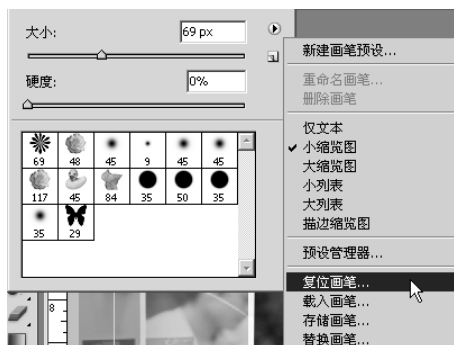 大小:
69 px
硬度:
0%
69 48 45 9 45 45
117 45 84 35 50 35
35 29
新建画笔预设...
重命名画笔...
删除画笔
仅文本
✓ 小缩览图
大缩览图
小列表
大列表
描边缩览图
预设管理器...
复位画笔...
载入画笔...
存储画笔...
替换画笔...
8